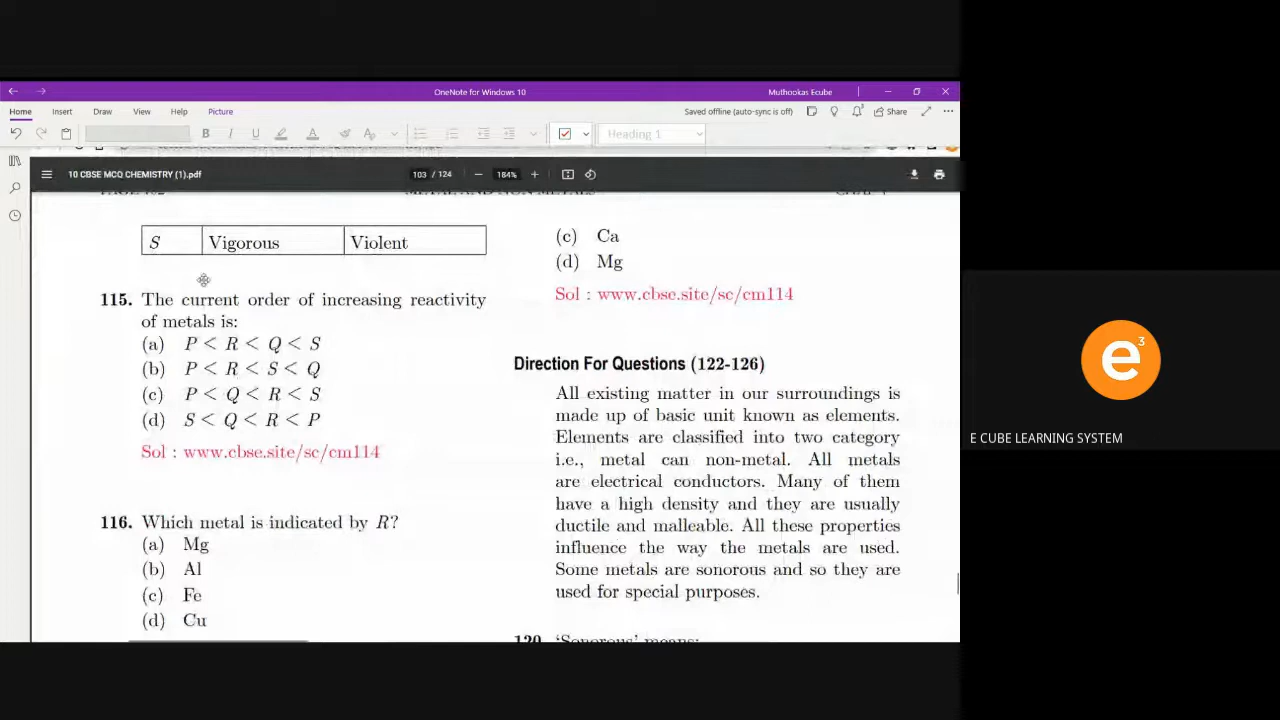 OneNote for Windows 10
Muthookas Ecube
Home Insert Draw View Help Picture
Saved offline (auto-sync is off)
Share
B I U A
Heading 1
10 CBSE MCQ CHEMISTRY (1).pdf
103 / 124
184%
S Vigorous Violent
115. The current order of increasing reactivity
of metals is:
(a) P < R < Q < S
(b) P < R < S < Q
(c) P < Q < R < S
(d) S < Q < R < P
Sol : www.cbse.site/sc/cm114
116. Which metal is indicated by R?
(a) Mg
(b) Al
(c) Fe
(d) Cu
(c) Ca
(d) Mg
Sol : www.cbse.site/sc/cm114
Direction For Questions (122-126)
All existing matter in our surroundings is
made up of basic unit known as elements.
Elements are classified into two category
i.e., metal can non-metal. All metals
are electrical conductors. Many of them
have a high density and they are usually
ductile and malleable. All these properties
influence the way the metals are used.
Some metals are sonorous and so they are
used for special purposes.
120. 'Sonorous' means:
e3
E CUBE LEARNING SYSTEM